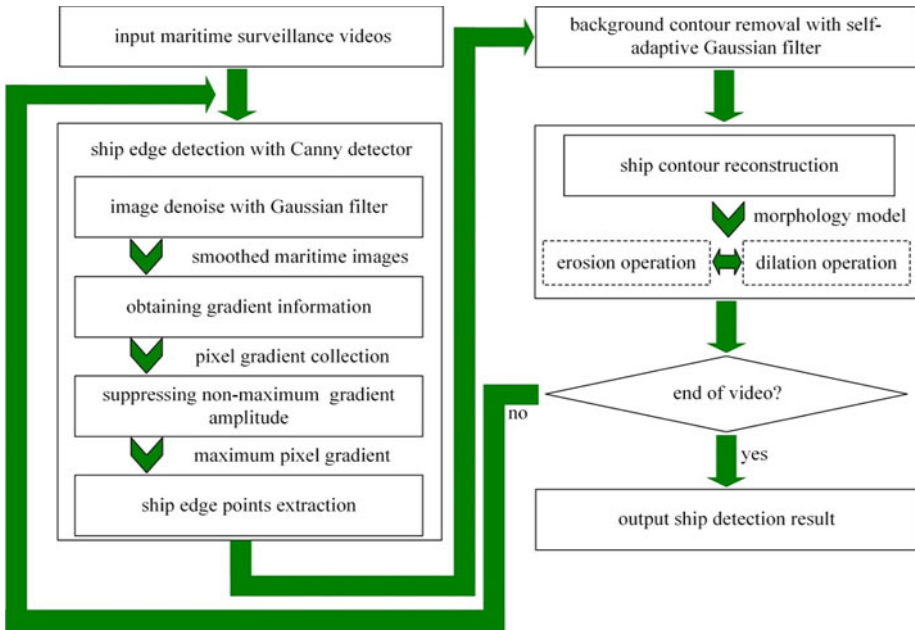 input maritime surveillance videos
ship edge detection with Canny detector
image denoise with Gaussian filter
smoothed maritime images
obtaining gradient information
pixel gradient collection
suppressing non-maximum gradient
amplitude
maximum pixel gradient
ship edge points extraction
background contour removal with self-
adaptive Gaussian filter
ship contour reconstruction
morphology model
erosion operation
dilation operation
end of video?
no
yes
output ship detection result